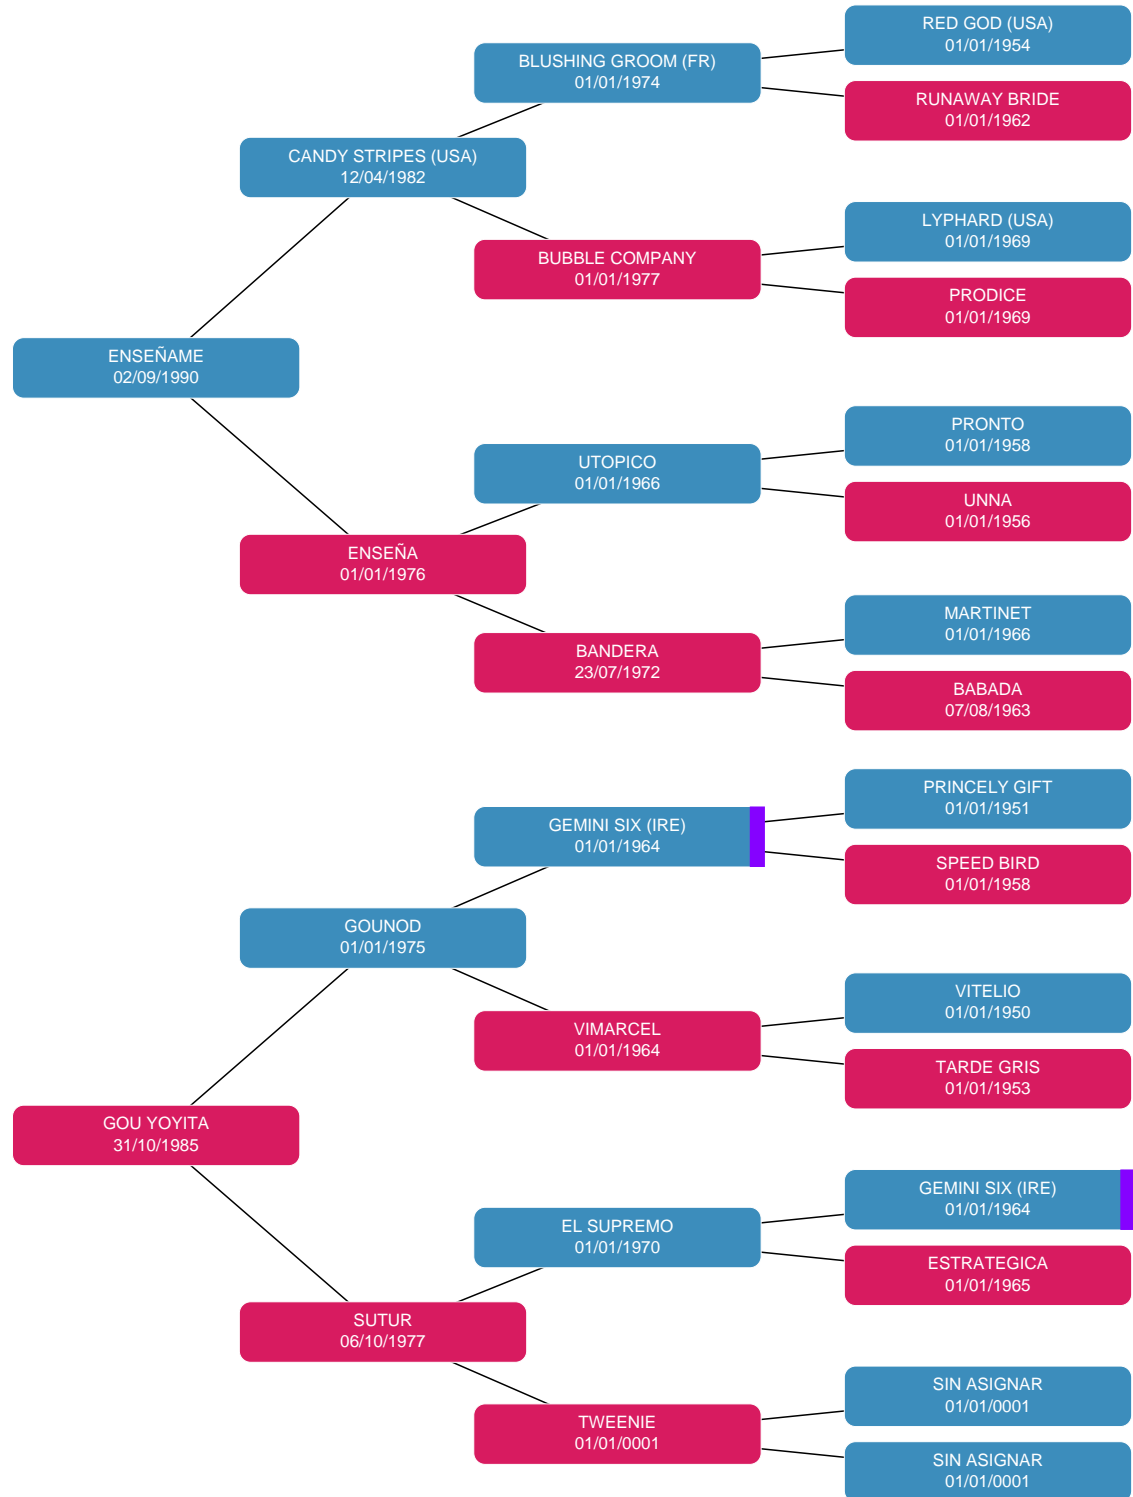 RED GOD (USA)
01/01/1954
BLUSHING GROOM (FR)
01/01/1974
RUNAWAY BRIDE
01/01/1962
CANDY STRIPES (USA)
12/04/1982
LYPHARD (USA)
01/01/1969
BUBBLE COMPANY
01/01/1977
PRODICE
01/01/1969
ENSEÑAME
02/09/1990
PRONTO
01/01/1958
UTOPICO
01/01/1966
UNNA
01/01/1956
ENSEÑA
01/01/1976
MARTINET
01/01/1966
BANDERA
23/07/1972
BABADA
07/08/1963
PRINCELY GIFT
01/01/1951
GEMINI SIX (IRE)
01/01/1964
SPEED BIRD
01/01/1958
GOUNOD
01/01/1975
VITELIO
01/01/1950
VIMARCEL
01/01/1964
TARDE GRIS
01/01/1953
GOU YOYITA
31/10/1985
GEMINI SIX (IRE)
01/01/1964
EL SUPREMO
01/01/1970
ESTRATEGICA
01/01/1965
SUTUR
06/10/1977
SIN ASIGNAR
01/01/0001
TWEENIE
01/01/0001
SIN ASIGNAR
01/01/0001